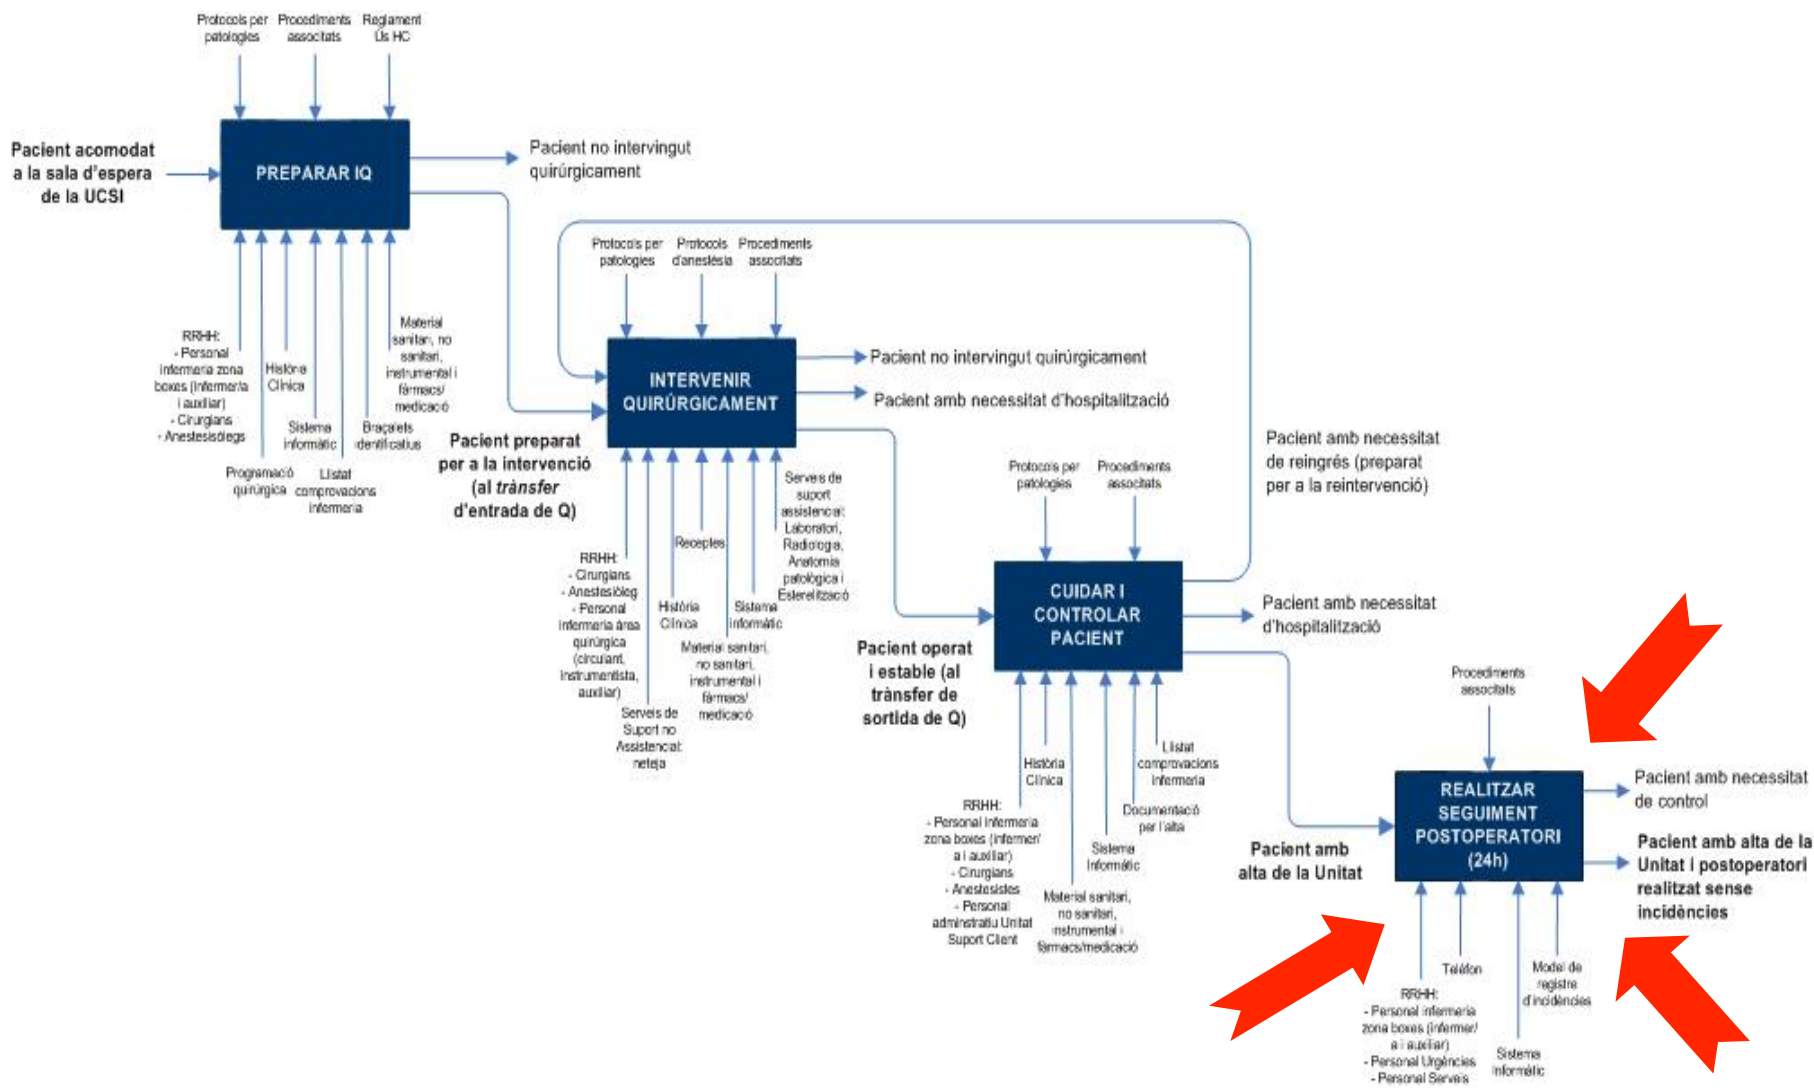 Protocols per
patologies
Procediments
associtats
Reglament
Ús HC
Pacient acomodat
a la sala d'espera
de la UCSI
PREPARAR IQ
Pacient no intervingut
quirúrgicament
RRHH:
- Personal
infermeria zona
boxes (infermer/a
i auxiliar)
- Cirurgians
- Anestesiòlegs
Programació
quirúrgica
Història
Clínica
Sistema
informàtic
Llistat
comprovacions
infermeria
Braçalets
identificatius
Material
sanitari, no
sanitari,
instrumental i
fàrmacs/
medicació
Pacient preparat
per a la intervenció
(al trànsfer
d'entrada de Q)
Protocols per
patologies
Protocols
d'anestèsia
Procediments
associtats
INTERVENIR
QUIRÚRGICAMENT
Pacient no intervingut quirúrgicament
Pacient amb necessitat d'hospitalització
RRHH:
- Cirurgians
- Anestesiòleg
- Personal
infermeria àrea
quirúrgica
(circulant,
instrumentista,
auxiliar)
Serveis de
Suport no
Assistencial:
neteja
Història
Clínica
Receptes
Material sanitari,
no sanitari,
instrumental i
fàrmacs/
medicació
Sistema
informàtic
Serveis de
suport
assistencial:
Laboratori,
Radiologia,
Anatomia
patològica i
Esterelització
Pacient operat
i estable (al
trànsfer de
sortida de Q)
Protocols per
patologies
Procediments
associtats
CUIDAR I
CONTROLAR
PACIENT
Pacient amb necessitat
de reingrés (preparat
per a la reintervenció)
Pacient amb necessitat
d'hospitalització
RRHH:
- Personal infermeria
zona boxes (infermer/
a i auxiliar)
- Cirurgians
- Anestesistes
- Personal
adminstratiu Unitat
Suport Client
Història
Clínica
Material sanitari,
no sanitari,
instrumental i
fàrmacs/medicació
Sistema
Informàtic
Documentació
per l'alta
Llistat
comprovacions
infermeria
Pacient amb
alta de la Unitat
Procediments
associtats
REALITZAR
SEGUIMENT
POSTOPERATORI
(24h)
Pacient amb necessitat
de control
Pacient amb alta de la
Unitat i postoperatori
realitzat sense
incidències
RRHH:
- Personal infermeria
zona boxes (infermer/
a i auxiliar)
- Personal Urgències
- Personal Serveis
Telèfon
Sistema
Informàtic
Model de
registre
d'incidències